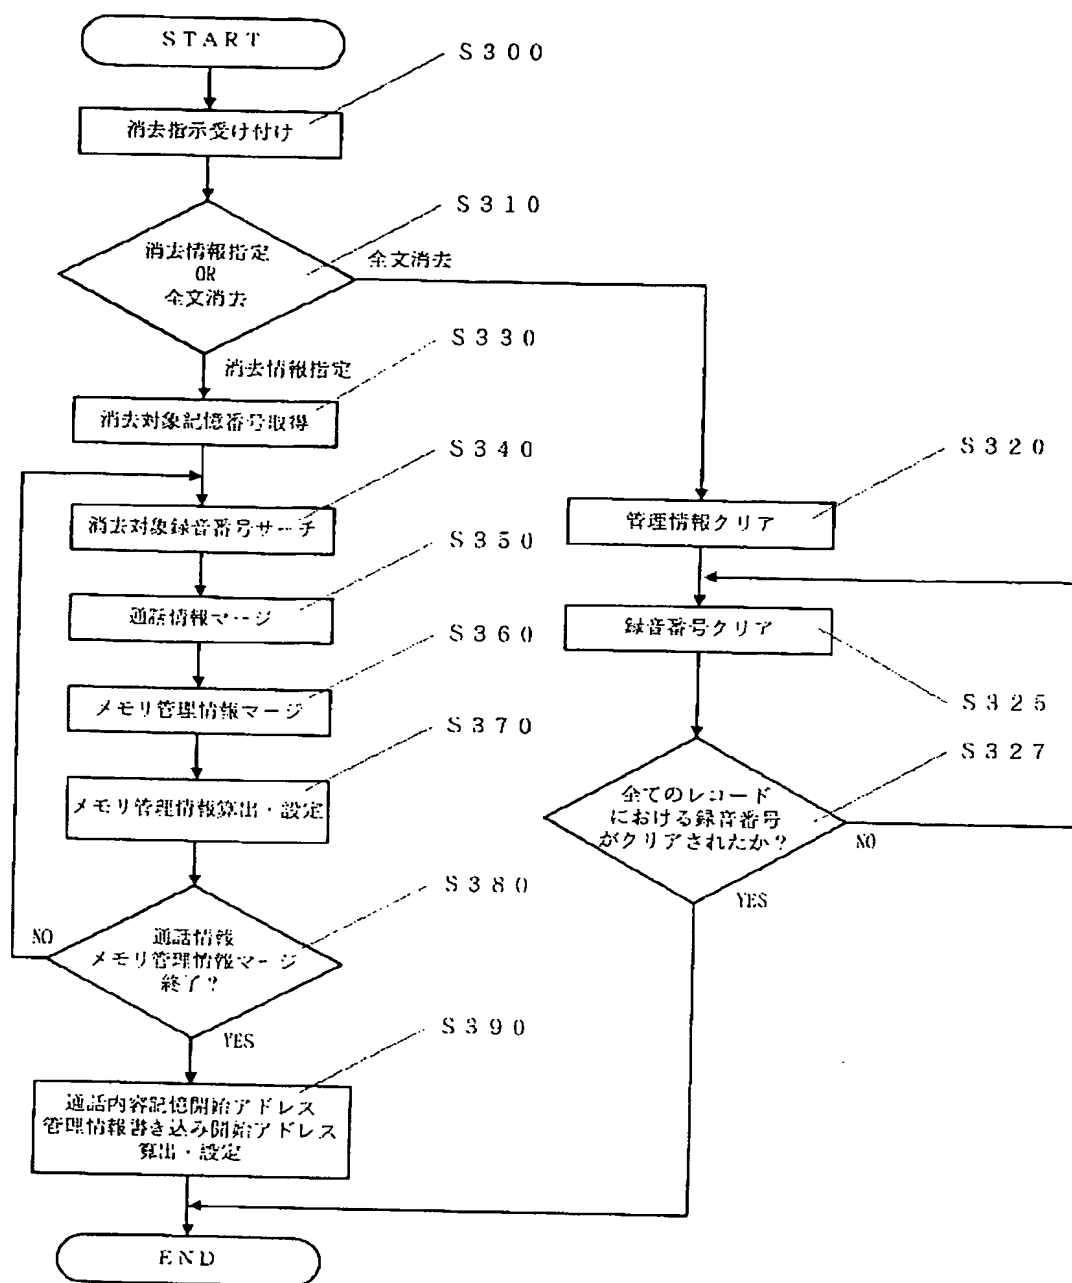 START
S300
消去指示受け付け
S310
消去情報指定
OR
全文消去
全文消去
S330
消去情報指定
消去対象記憶番号取得
S340
消去対象録音番号サーチ
S350
通話情報マージ
S360
メモリ管理情報マージ
S370
メモリ管理情報算出・設定
S380
NO
通話情報
メモリ管理情報マージ
終了?
YES
S390
通話内容記憶開始アドレス
管理情報書き込み開始アドレス
算出・設定
END
S320
管理情報クリア
録音番号クリア
S325
S327
全てのレコード
における録音番号
がクリアされたか?
NO
YES